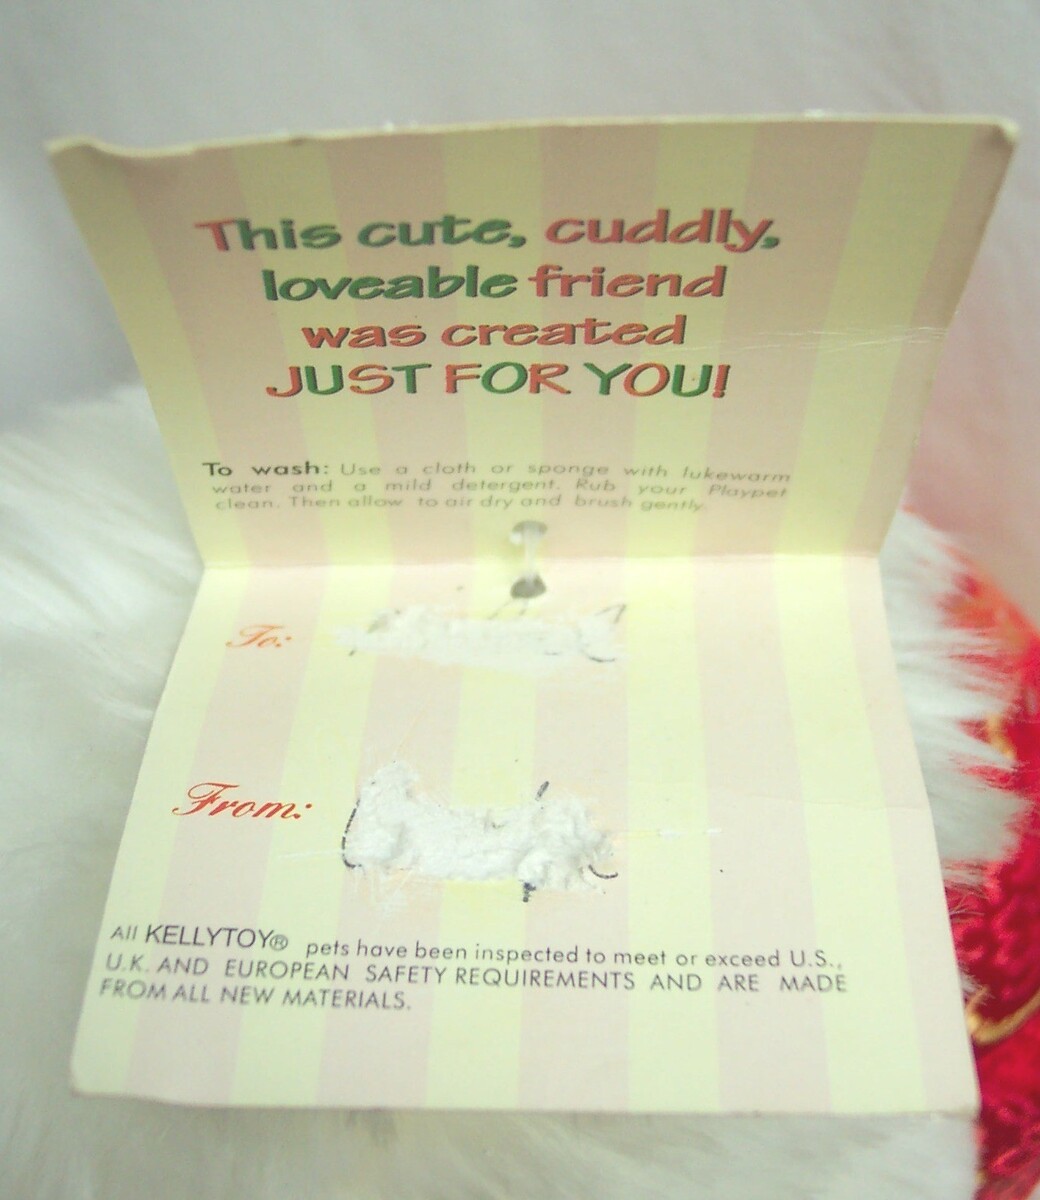 This cute, cuddly,
loveable friend
was created
JUST FOR YOU!
To wash: Use a cloth or sponge with lukewarm
water and a mild detergent. Rub your Playpet
clean. Then allow to air dry and brush gently.
To:
From:
All KELLYTOY® pets have been inspected to meet or exceed U.S.,
U.K. AND EUROPEAN SAFETY REQUIREMENTS AND ARE MADE
FROM ALL NEW MATERIALS.